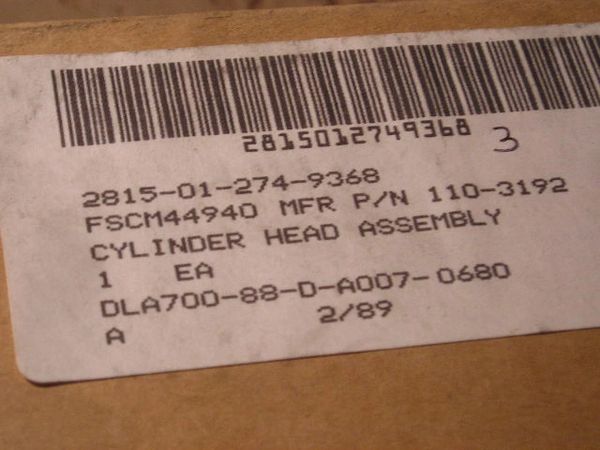 2815012749368 3
2815-01-274-9368
FSCM44940 MFR P/N 110-3192
CYLINDER HEAD ASSEMBLY
1 EA
DLA700-88-D-A007-0680
A 2/89